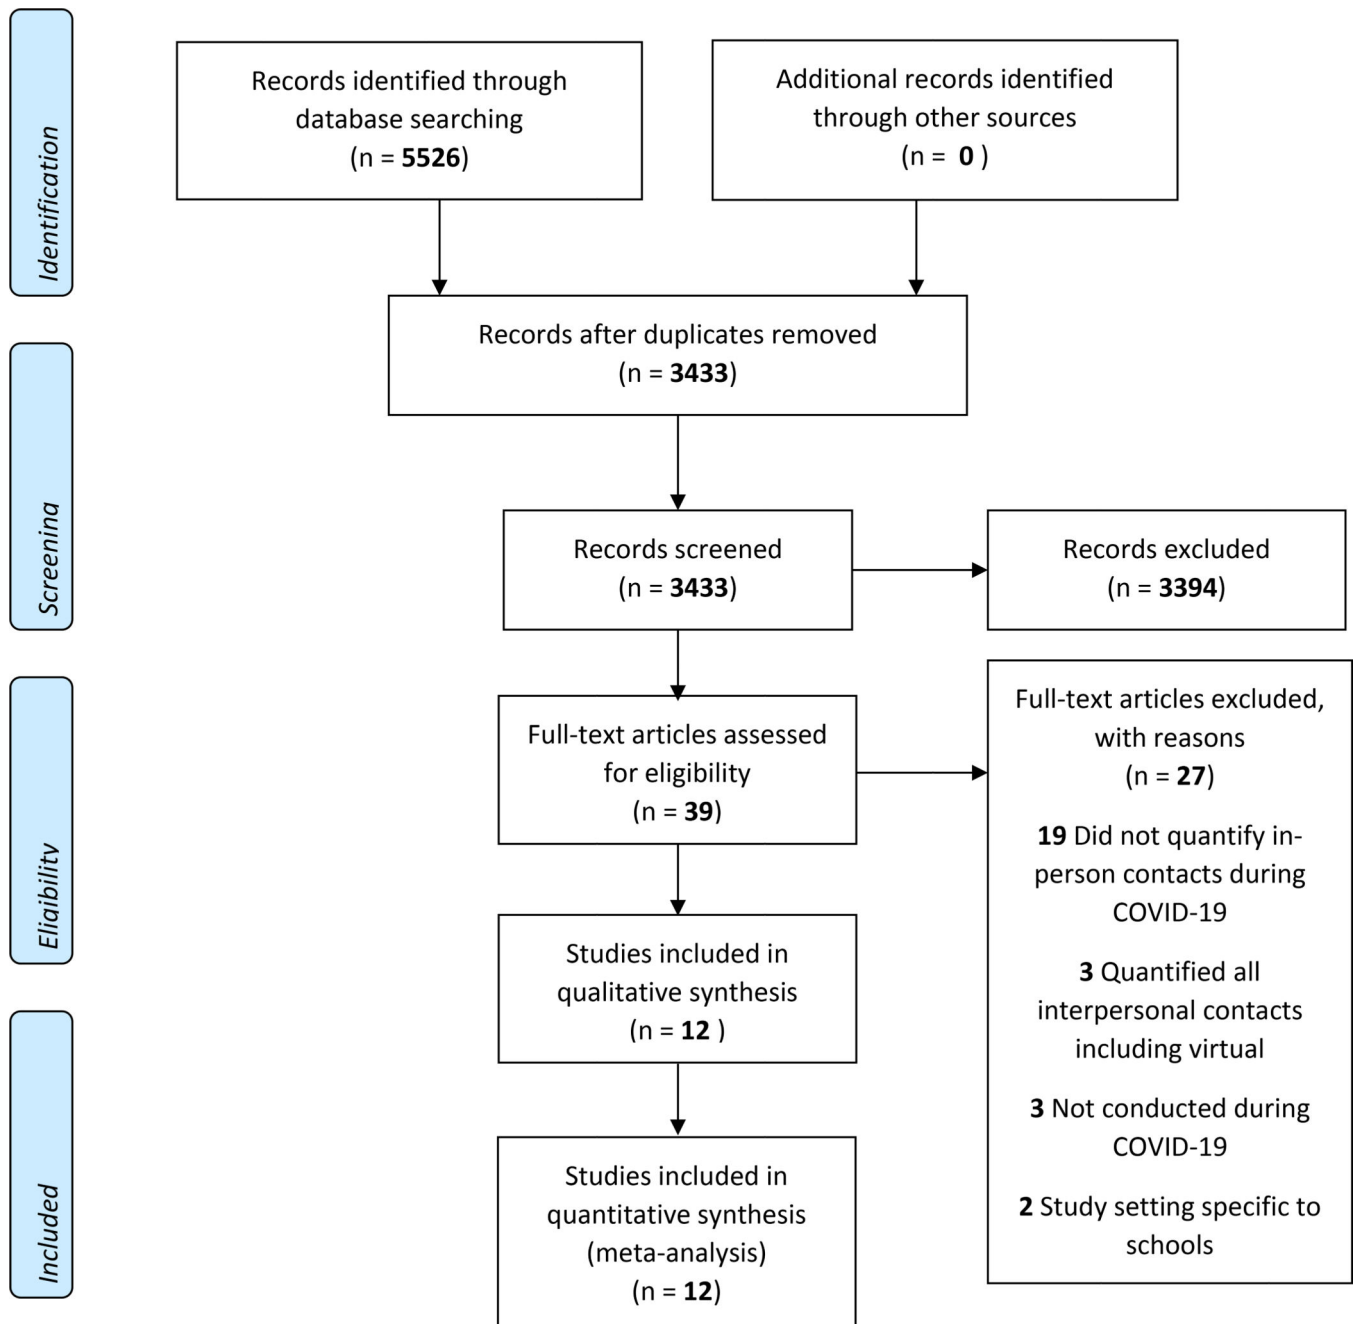 Identification
Records identified through
database searching
(n = 5526)
Additional records identified
through other sources
(n = 0 )
Records after duplicates removed
(n = 3433)
Screening
Records screened
(n = 3433)
Records excluded
(n = 3394)
Eligibility
Full-text articles assessed
for eligibility
(n = 39)
Full-text articles excluded,
with reasons
(n = 27)
19 Did not quantify in-
person contacts during
COVID-19
3 Quantified all
interpersonal contacts
including virtual
3 Not conducted during
COVID-19
2 Study setting specific to
schools
Studies included in
qualitative synthesis
(n = 12 )
Included
Studies included in
quantitative synthesis
(meta-analysis)
(n = 12)